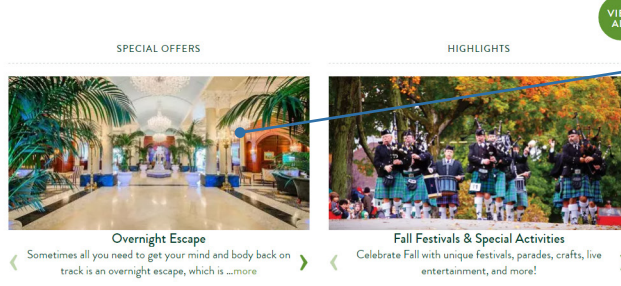 SPECIAL OFFERS
HIGHLIGHTS
Overnight Escape
Sometimes all you need to get your mind and body back on
track is an overnight escape, which is ...more
Fall Festivals & Special Activities
Celebrate Fall with unique festivals, parades, crafts, live
entertainment, and more!